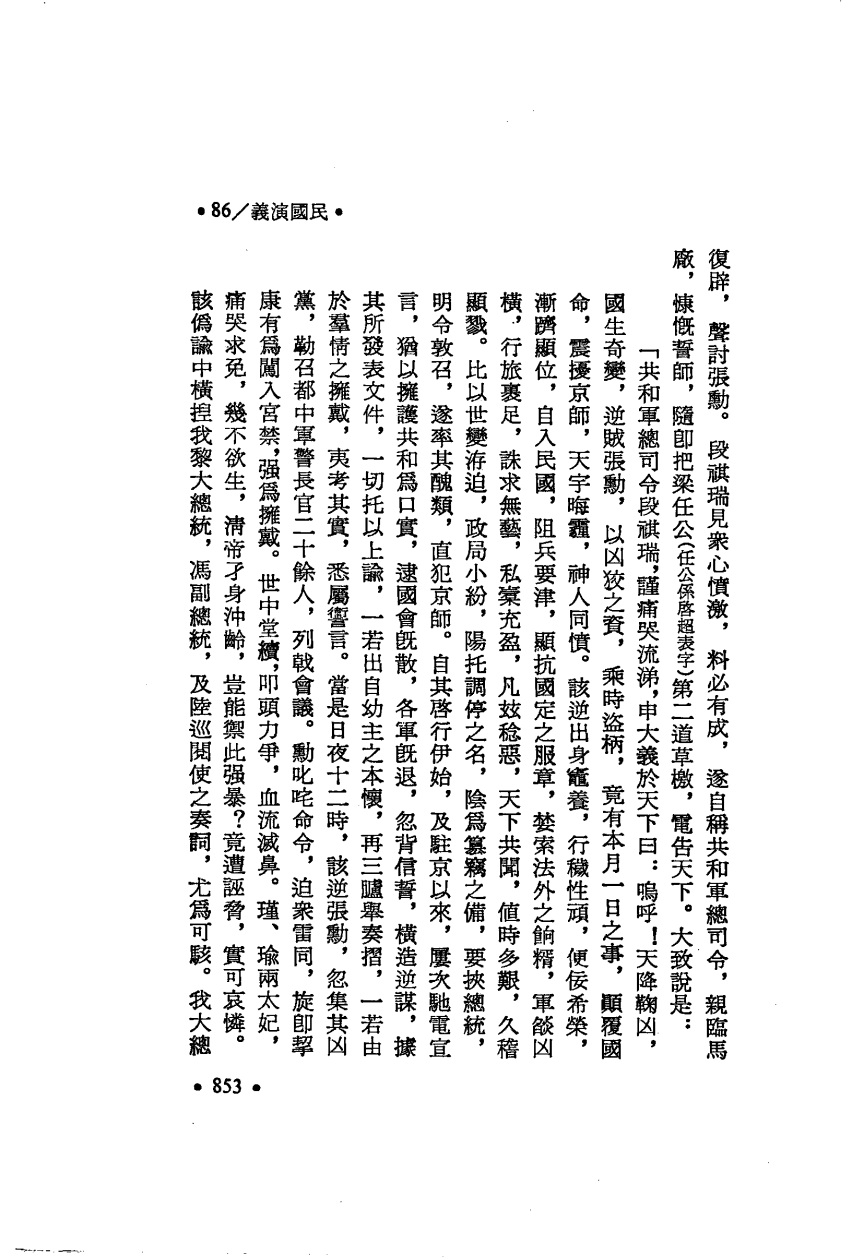 •86／義演國民•
復辟，聲討張勳。段祺瑞見衆心憤激，料必有成，遂自稱共和軍總司令，親臨馬
廠，慷慨誓師，隨卽把梁任公（任公係啓超表字）第二道草檄，電告天下。大致說是：
「共和軍總司令段祺瑞，謹痛哭流涕，申大義於天下曰：嗚呼！天降鞠凶，
國生奇變，逆賊張勳，以凶狡之資，乘時盜柄，竟有本月一日之事，顚覆國
命，震擾京師，天宇晦霾，神人同憤。該逆出身竈養，行穢性頑，便佞希榮，
漸躋顯位，自入民國，阻兵要津，顯抗國定之服章，婪索法外之餉糈，軍燄凶
橫，行旅裹足，誅求無藝，私橐充盈，凡茲稔惡，天下共聞，値時多艱，久稽
顯戮。比以世變洊迫，政局小紛，陽托調停之名，陰爲篡竊之備，要挾總統，
明令敦召，遂率其醜類，直犯京師。自其啓行伊始，及駐京以來，屢次馳電宣
言，猶以擁護共和爲口實，逮國會旣散，各軍旣退，忽背信誓，橫造逆謀，據
其所發表文件，一切托以上諭，一若出自幼主之本懷，再三臚舉奏摺，一若由
於羣情之擁戴，夷考其實，悉屬讆言。當是日夜十二時，該逆張勳，忽集其凶
黨，勒召都中軍警長官二十餘人，列戟會議。勳叱咤命令，迫衆雷同，旋卽挈
康有爲闖入宮禁，强爲擁戴。世中堂續，叩頭力爭，血流滅鼻。瑾、瑜兩太妃，
痛哭求免，幾不欲生，清帝孑身沖齡，豈能禦此强暴？竟遭誣脅，實可哀憐。
該僞諭中橫捏我黎大總統，馮副總統，及陸巡閱使之奏詞，尤爲可駭。我大總
•853•